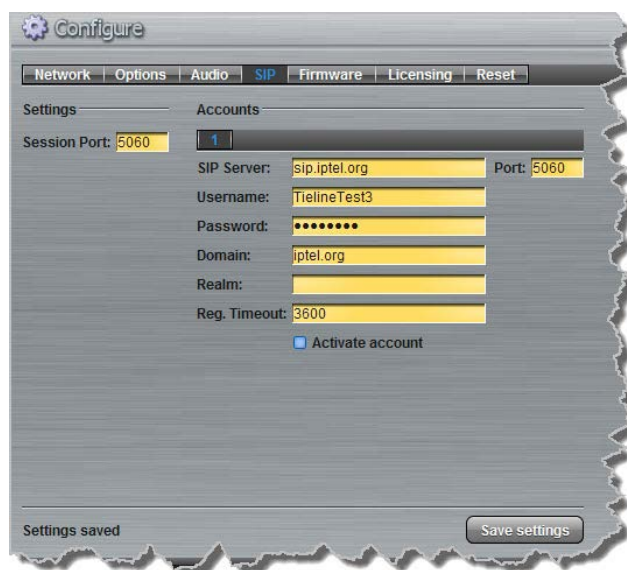 Configure
Network Options Audio SIP Firmware Licensing Reset
Settings
Session Port: 5060
Accounts
1
SIP Server: sip.iptel.org Port: 5060
Username: TielineTest3
Password: ●●●●●●●●
Domain: iptel.org
Realm:
Reg. Timeout: 3600
Activate account
Settings saved
Save settings